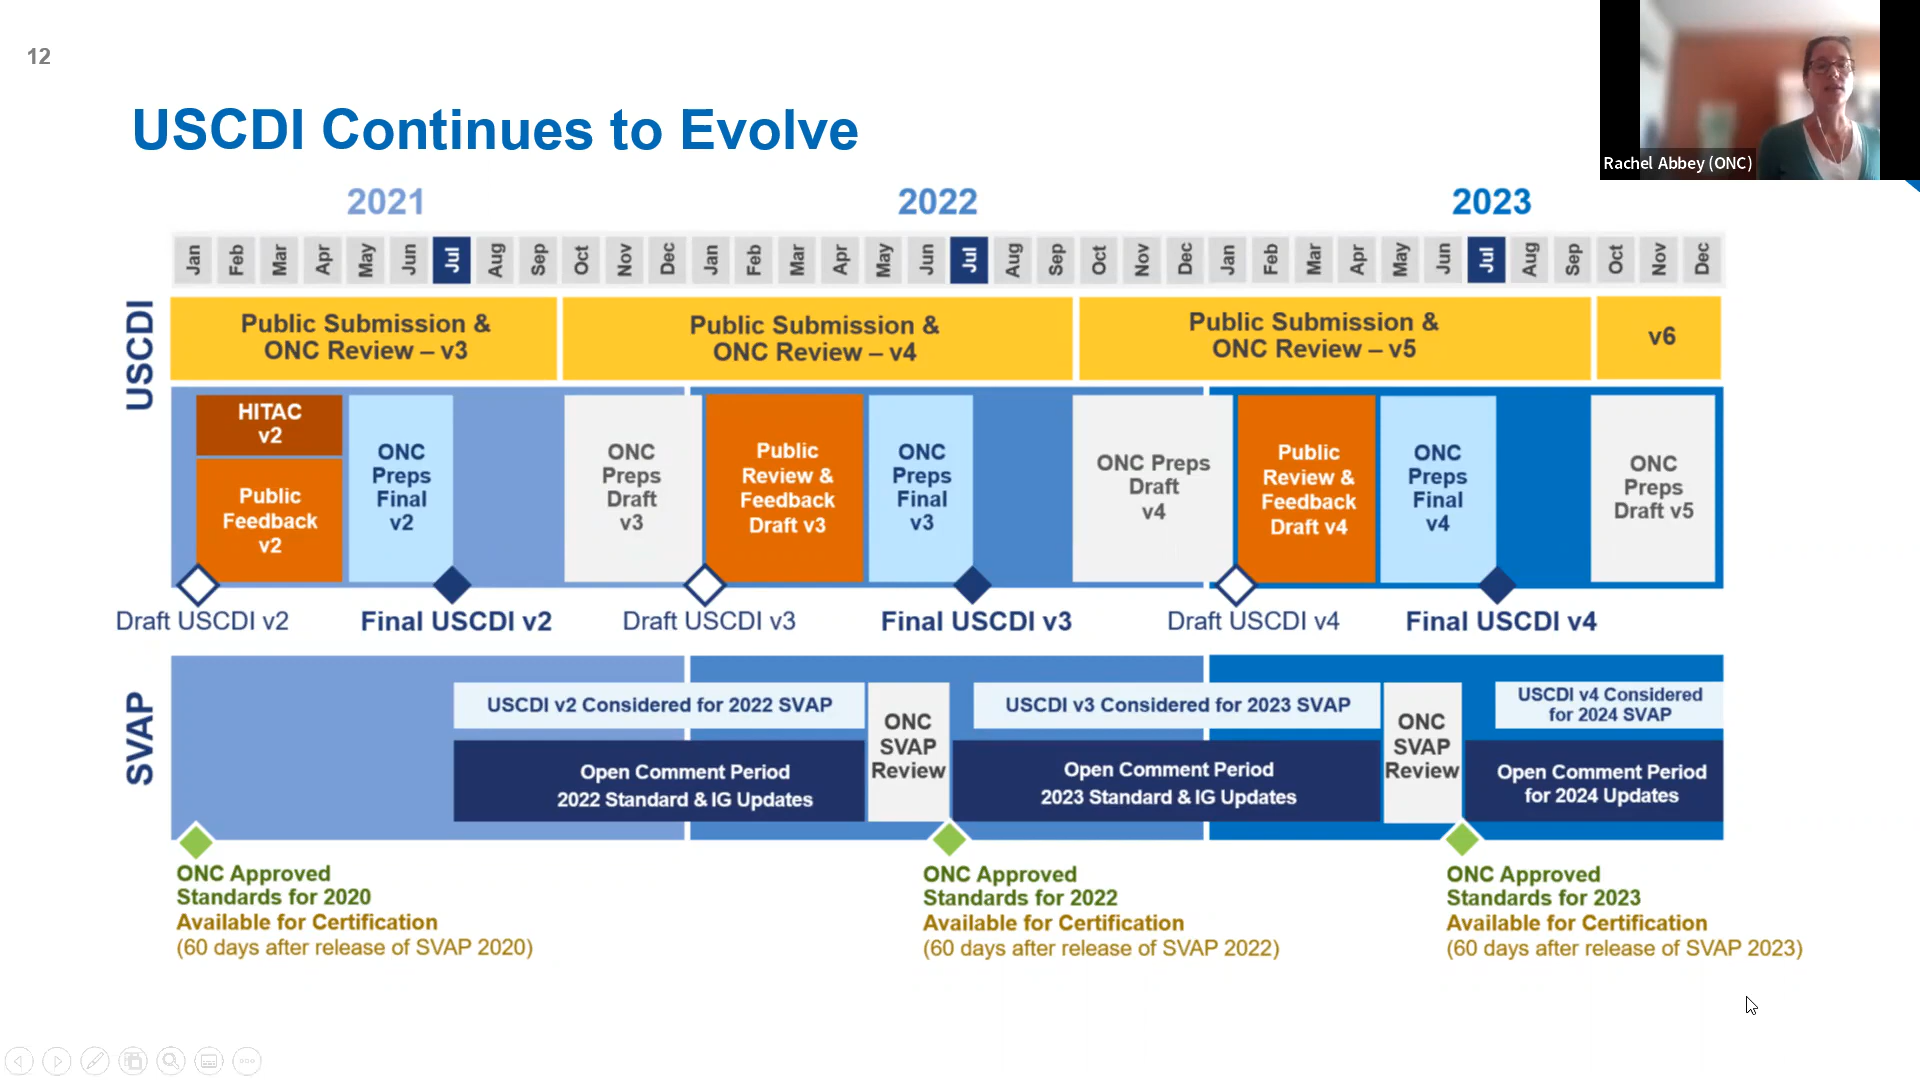 12
Rachel Abbey (ONC)
USCDI Continues to Evolve
2021 2022 2023
Jan Feb Mar Apr May Jun Jul Aug Sep Oct Nov Dec Jan Feb Mar Apr May Jun Jul Aug Sep Oct Nov Dec Jan Feb Mar Apr May Jun Jul Aug Sep Oct Nov Dec
USCDI
Public Submission &
ONC Review – v3
Public Submission &
ONC Review – v4
Public Submission &
ONC Review – v5
v6
HITAC
v2
Public
Feedback
v2
ONC
Preps
Final
v2
ONC
Preps
Draft
v3
Public
Review &
Feedback
Draft v3
ONC
Preps
Final
v3
ONC Preps
Draft
v4
Public
Review &
Feedback
Draft v4
ONC
Preps
Final
v4
ONC
Preps
Draft v5
Draft USCDI v2
Final USCDI v2
Draft USCDI v3
Final USCDI v3
Draft USCDI v4
Final USCDI v4
SVAP
USCDI v2 Considered for 2022 SVAP
Open Comment Period
2022 Standard & IG Updates
ONC
SVAP
Review
USCDI v3 Considered for 2023 SVAP
Open Comment Period
2023 Standard & IG Updates
ONC
SVAP
Review
USCDI v4 Considered
for 2024 SVAP
Open Comment Period
for 2024 Updates
ONC Approved
Standards for 2020
Available for Certification
(60 days after release of SVAP 2020)
ONC Approved
Standards for 2022
Available for Certification
(60 days after release of SVAP 2022)
ONC Approved
Standards for 2023
Available for Certification
(60 days after release of SVAP 2023)